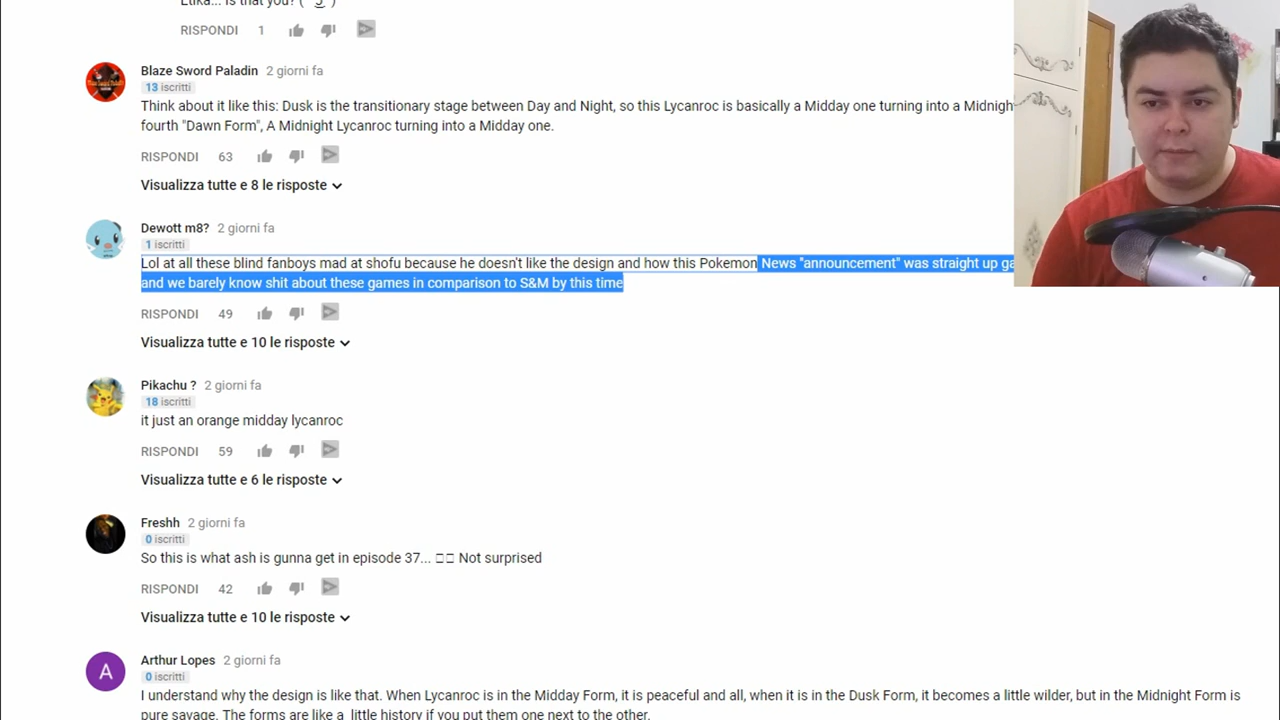 Etika... is that you? ( ͡ ͜ʖ ͡ )
RISPONDI 1
Blaze Sword Paladin 2 giorni fa
13 iscritti
Think about it like this: Dusk is the transitionary stage between Day and Night, so this Lycanroc is basically a Midday one turning into a Midnigh
fourth "Dawn Form", A Midnight Lycanroc turning into a Midday one.
RISPONDI 63
Visualizza tutte e 8 le risposte
Dewott m8? 2 giorni fa
1 iscritti
Lol at all these blind fanboys mad at shofu because he doesn't like the design and how this Pokemon News "announcement" was straight up ga
and we barely know shit about these games in comparison to S&M by this time
RISPONDI 49
Visualizza tutte e 10 le risposte
Pikachu ? 2 giorni fa
18 iscritti
it just an orange midday lycanroc
RISPONDI 59
Visualizza tutte e 6 le risposte
Freshh 2 giorni fa
0 iscritti
So this is what ash is gunna get in episode 37... □□ Not surprised
RISPONDI 42
Visualizza tutte e 10 le risposte
A
Arthur Lopes 2 giorni fa
0 iscritti
I understand why the design is like that. When Lycanroc is in the Midday Form, it is peaceful and all, when it is in the Dusk Form, it becomes a little wilder, but in the Midnight Form is
pure savage. The forms are like a little history if you put them one next to the other.